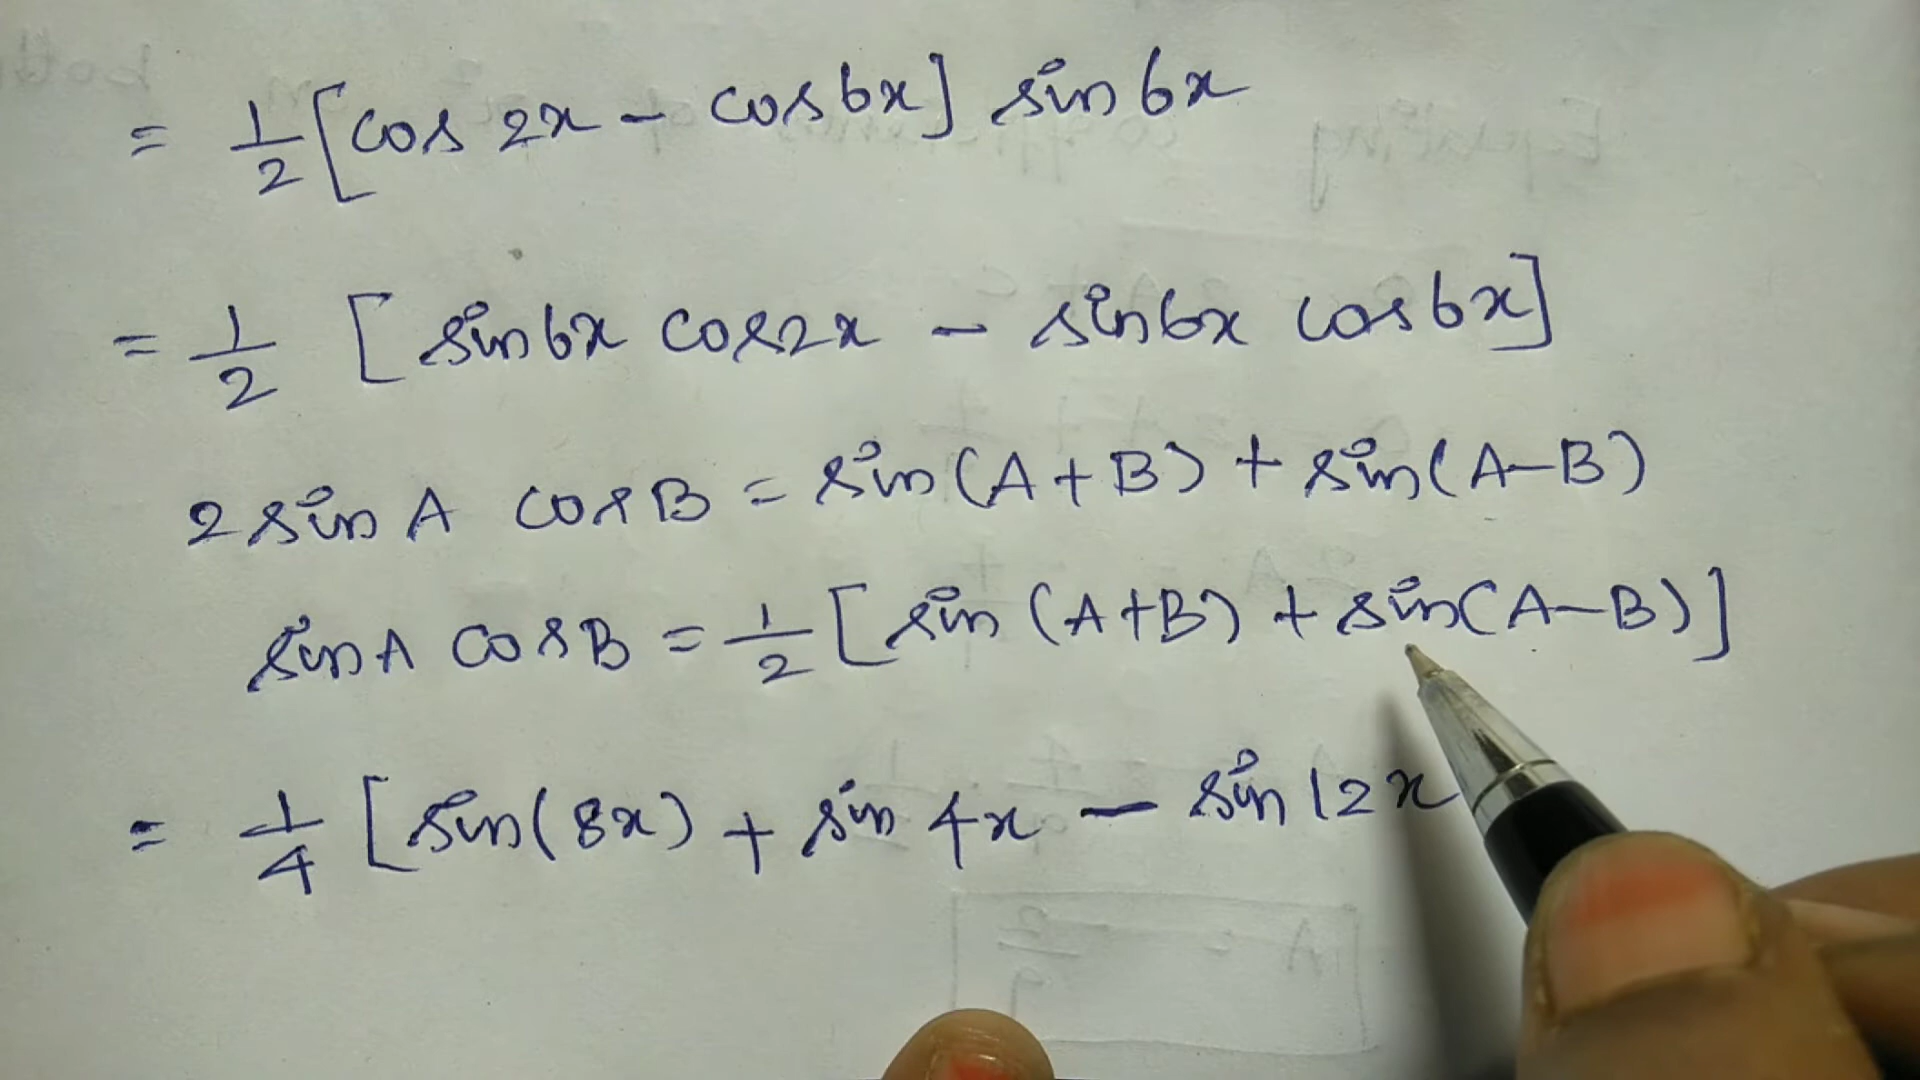 = 1/2 [cos 2x - cos 6x] sin 6x
= 1/2 [sin 6x cos 2x - sin 6x cos 6x]
2 sin A cos B = sin (A + B) + sin (A - B)
sin A cos B = 1/2 [sin (A + B) + sin (A - B)]
= 1/4 [sin (8x) + sin 4x - sin 12x